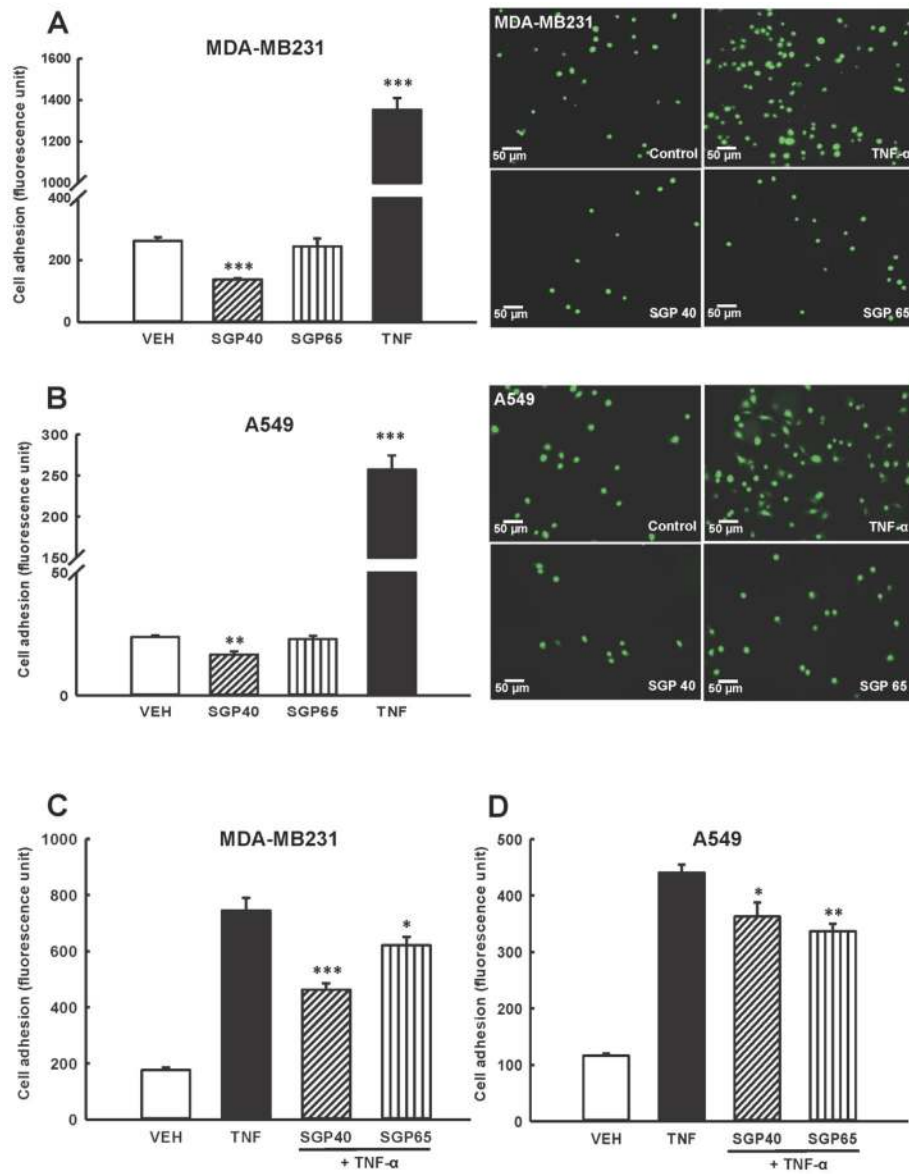 A
MDA-MB231
Cell adhesion (fluorescence unit)
1600
1400
1200
1000
400
200
0
***
***
VEH SGP40 SGP65 TNF
MDA-MB231
50 µm
Control
50 µm
TNF-α
50 µm
SGP 40
50 µm
SGP 65
B
A549
Cell adhesion (fluorescence unit)
300
250
200
150
50
0
**
***
VEH SGP40 SGP65 TNF
A549
50 µm
Control
50 µm
TNF-α
50 µm
SGP 40
50 µm
SGP 65
C
MDA-MB231
Cell adhesion (fluorescence unit)
1000
800
600
400
200
0
***
*
VEH TNF SGP40 SGP65
+ TNF-α
D
A549
Cell adhesion (fluorescence unit)
500
400
300
200
100
0
*
**
VEH TNF SGP40 SGP65
+ TNF-α